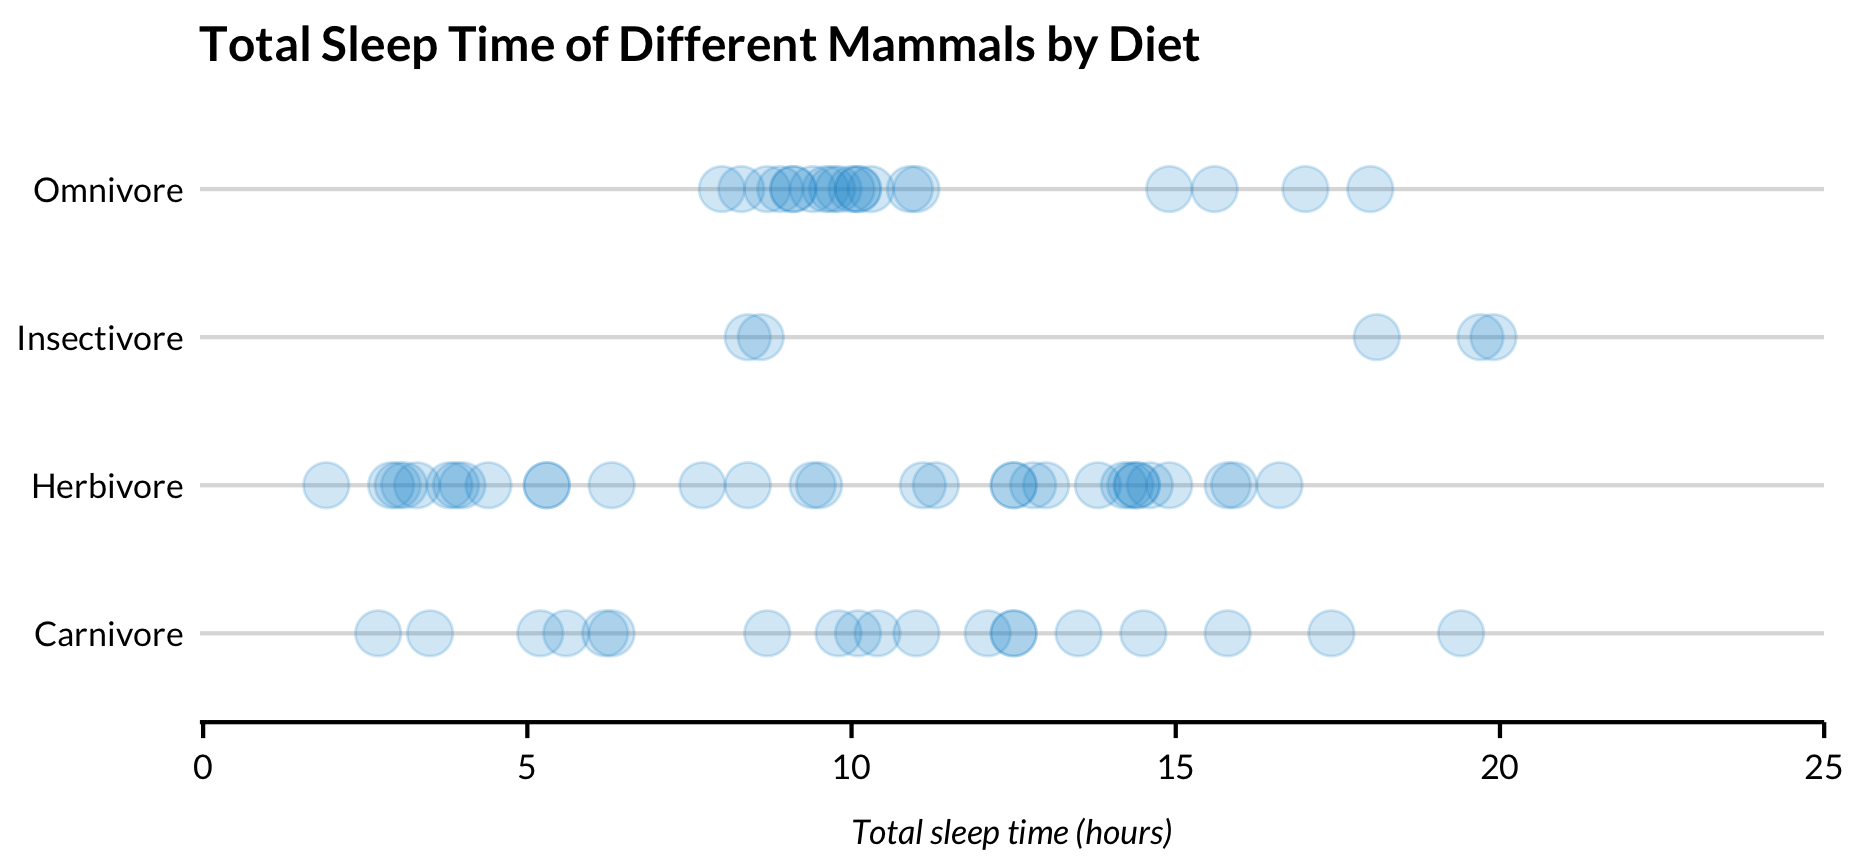 Total Sleep Time of Different Mammals by Diet
Omnivore
Insectivore
Herbivore
Carnivore
0 5 10 15 20 25
Total sleep time (hours)